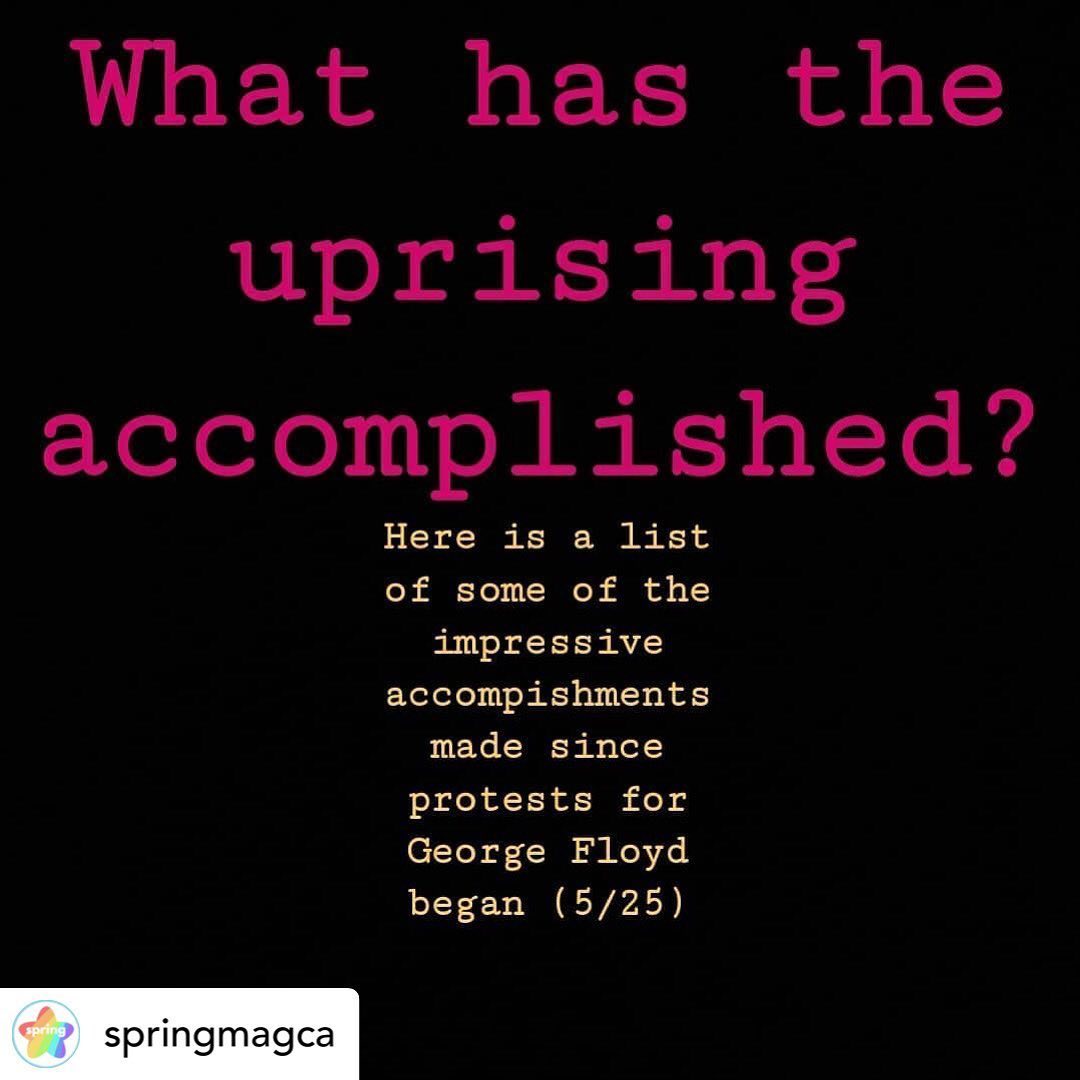 What has the
uprising
accomplished?
Here is a list
of some of the
impressive
accompishments
made since
protests for
George Floyd
began (5/25)
spring
springmagca